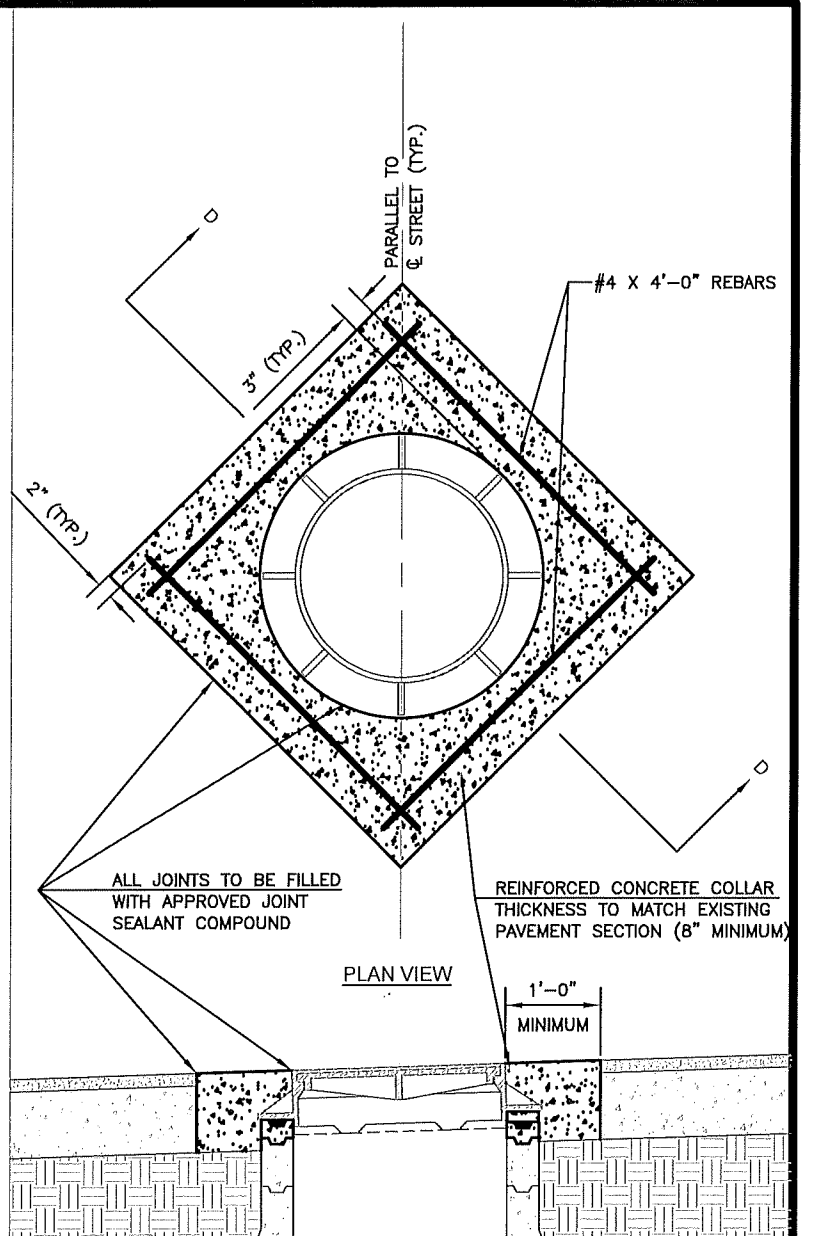 PARALLEL TO
℄ STREET (TYP.)
D
#4 X 4'-0" REBARS
3" (TYP.)
2" (TYP.)
D
ALL JOINTS TO BE FILLED
WITH APPROVED JOINT
SEALANT COMPOUND
REINFORCED CONCRETE COLLAR
THICKNESS TO MATCH EXISTING
PAVEMENT SECTION (8" MINIMUM)
PLAN VIEW
1'-0"
MINIMUM